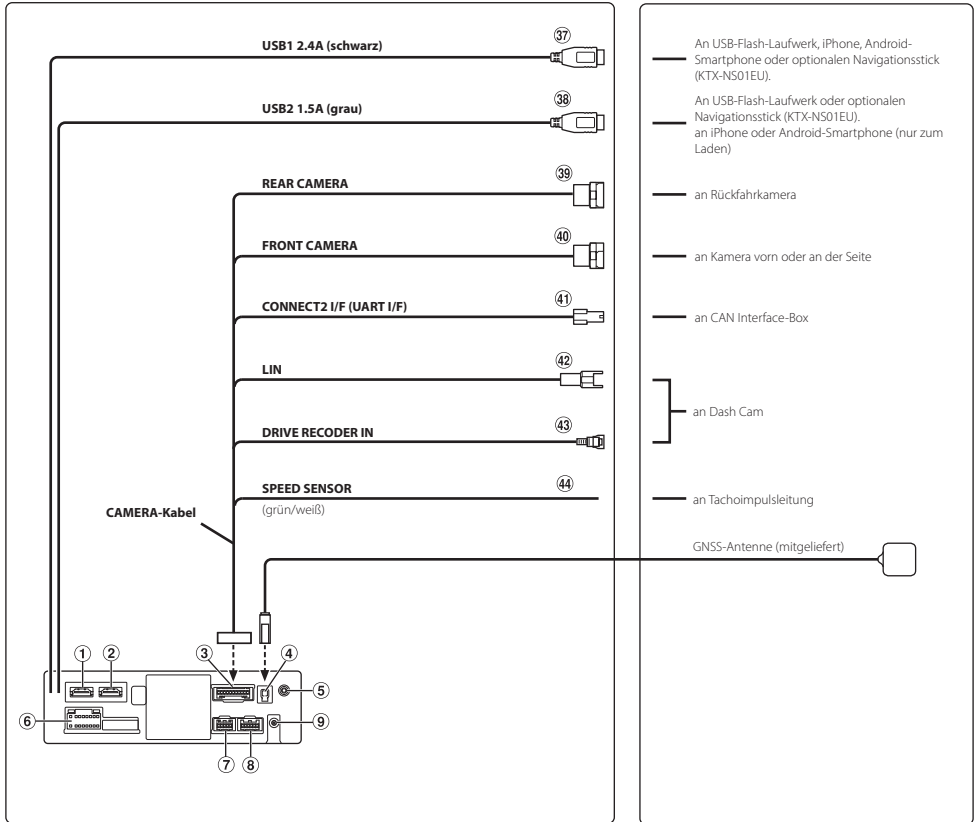 USB1 2.4A (schwarz)
㊲
An USB-Flash-Laufwerk, iPhone, Android-
Smartphone oder optionalen Navigationsstick
(KTX-NS01EU).
USB2 1.5A (grau)
㊳
An USB-Flash-Laufwerk oder optionalen
Navigationsstick (KTX-NS01EU).
an iPhone oder Android-Smartphone (nur zum
Laden)
REAR CAMERA
㊴
an Rückfahrkamera
FRONT CAMERA
㊵
an Kamera vorn oder an der Seite
CONNECT2 I/F (UART I/F)
㊶
an CAN Interface-Box
LIN
㊷
an Dash Cam
DRIVE RECODER IN
㊸
SPEED SENSOR
(grün/weiß)
㊹
an Tachoimpulsleitung
CAMERA-Kabel
GNSS-Antenne (mitgeliefert)
① ② ③ ④ ⑤
⑥ ⑨
⑦ ⑧